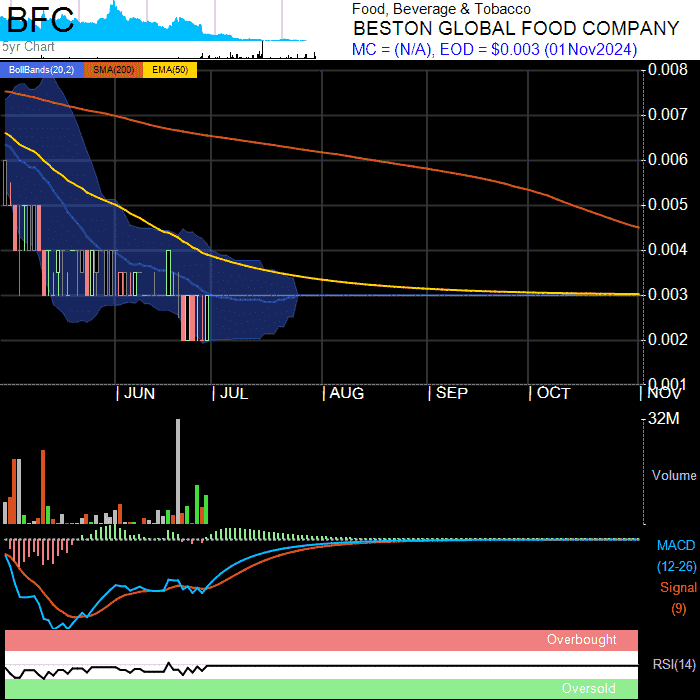 BFC
5yr Chart
Food, Beverage & Tobacco
BESTON GLOBAL FOOD COMPANY
MC = (N/A), EOD = $0.003 (01Nov2024)
BollBands(20,2) SMA(200) EMA(50)
0.008
0.007
0.006
0.005
0.004
0.003
0.002
0.001
JUN JUL AUG SEP OCT NOV
32M
Volume
MACD
(12-26)
Signal
(9)
Overbought
RSI(14)
Oversold